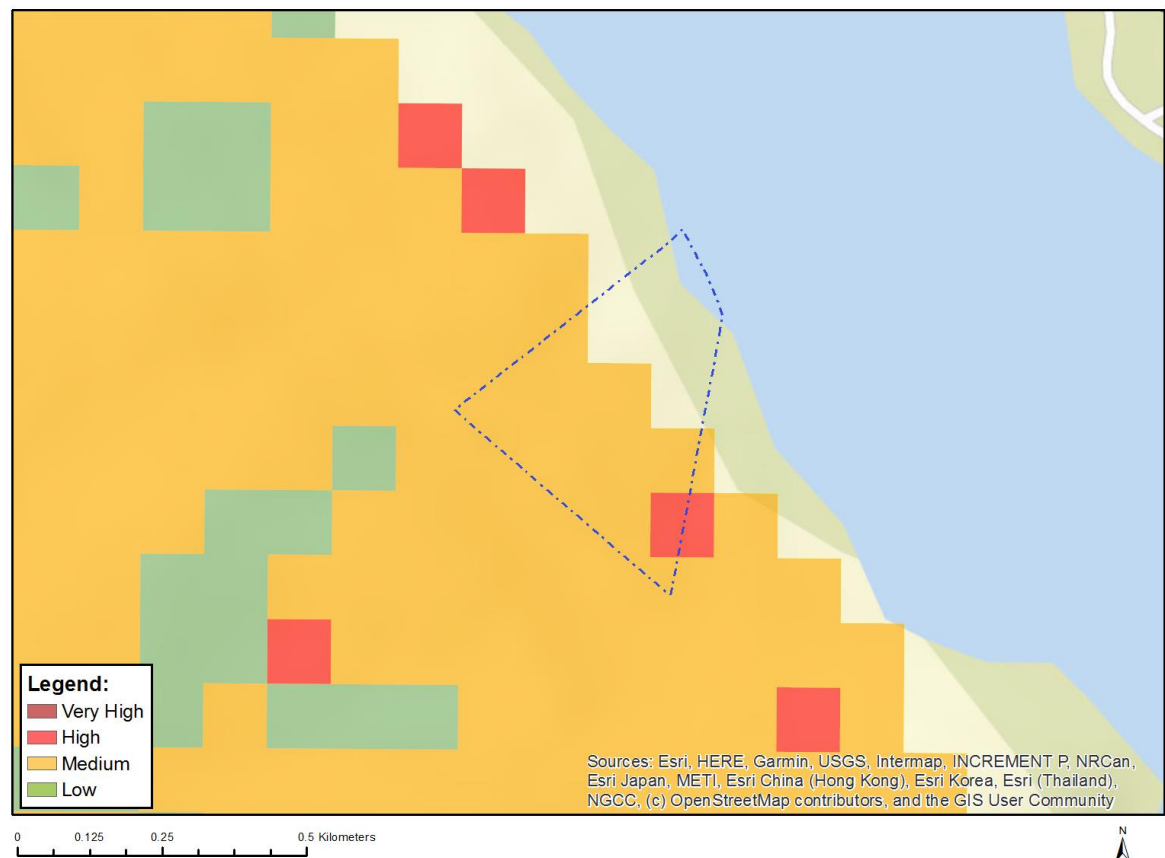 Legend:
Very High
High
Medium
Low
Sources: Esri, HERE, Garmin, USGS, Intermap, INCREMENT P, NRCan,
Esri Japan, METI, Esri China (Hong Kong), Esri Korea, Esri (Thailand),
NGCC, (c) OpenStreetMap contributors, and the GIS User Community
0 0.125 0.25 0.5 Kilometers
N